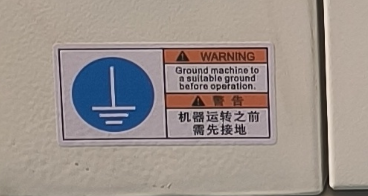 WARNING
Ground machine to
a suitable ground
before operation.
警告
机器运转之前
需先接地